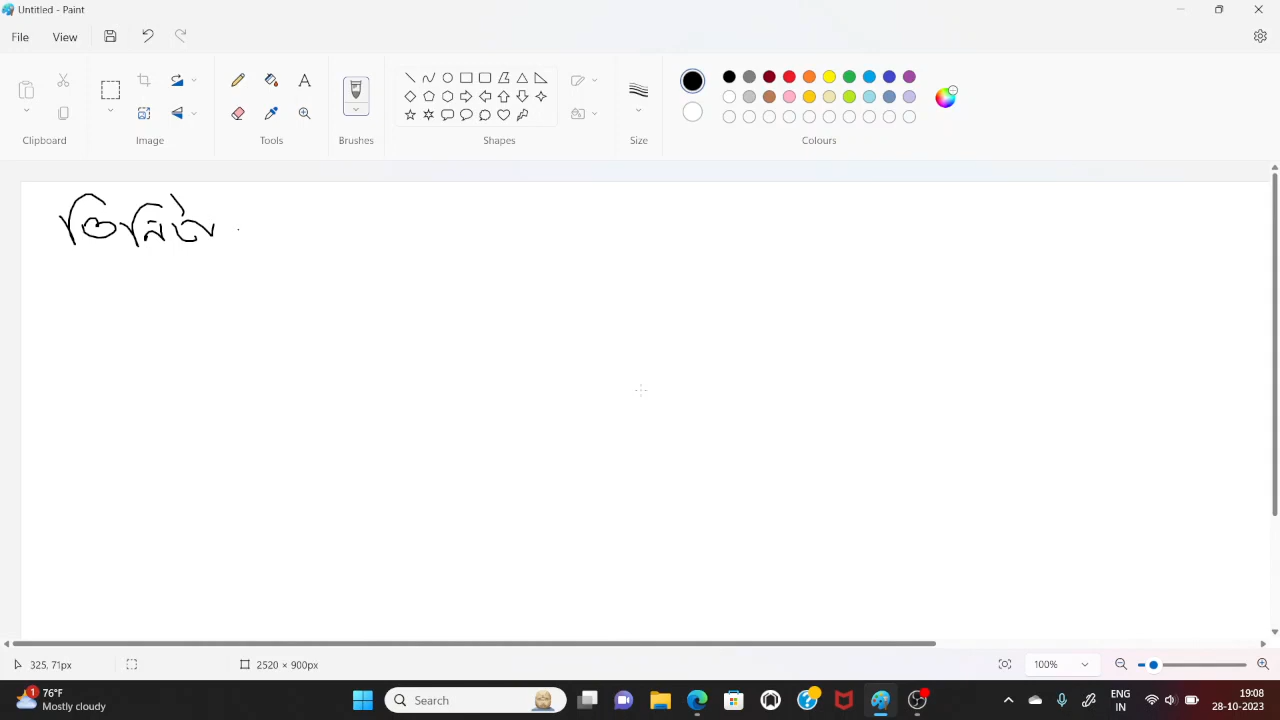 Untitled - Paint
File View
Clipboard
Image
Tools
Brushes
Shapes
Size
Colours
325, 71px
2520 × 900px
100%
1
76°F
Mostly cloudy
Search
ENG
IN
19:08
28-10-2023